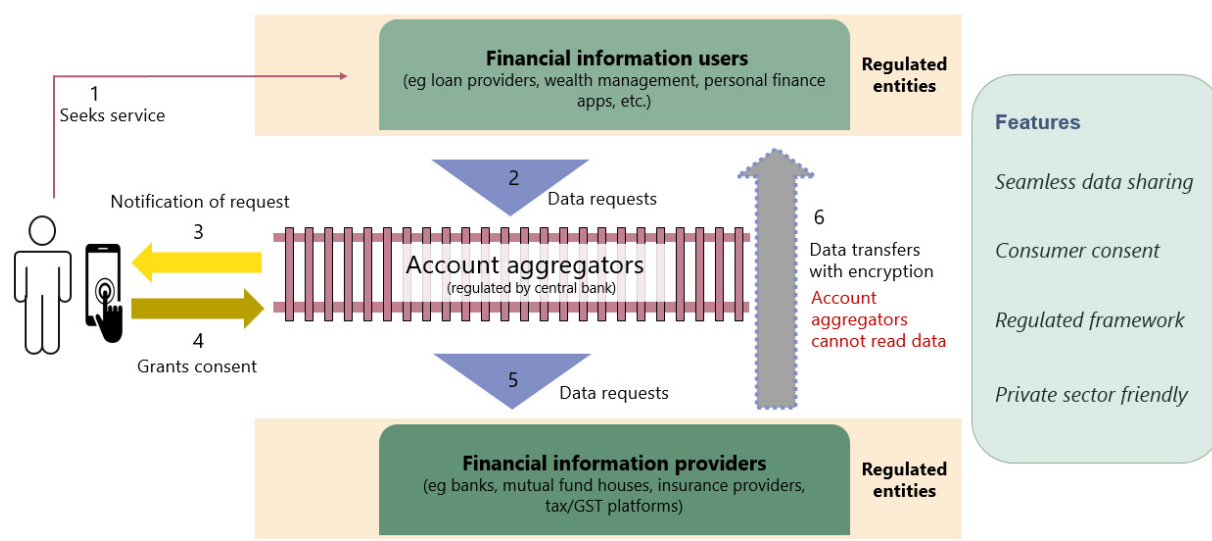 Financial information users
(eg loan providers, wealth management, personal finance
apps, etc.)
Regulated
entities
1
Seeks service
2
Data requests
Notification of request
3
Account aggregators
(regulated by central bank)
4
Grants consent
5
Data requests
6
Data transfers
with encryption
Account
aggregators
cannot read data
Financial information providers
(eg banks, mutual fund houses, insurance providers,
tax/GST platforms)
Regulated
entities
Features
Seamless data sharing
Consumer consent
Regulated framework
Private sector friendly